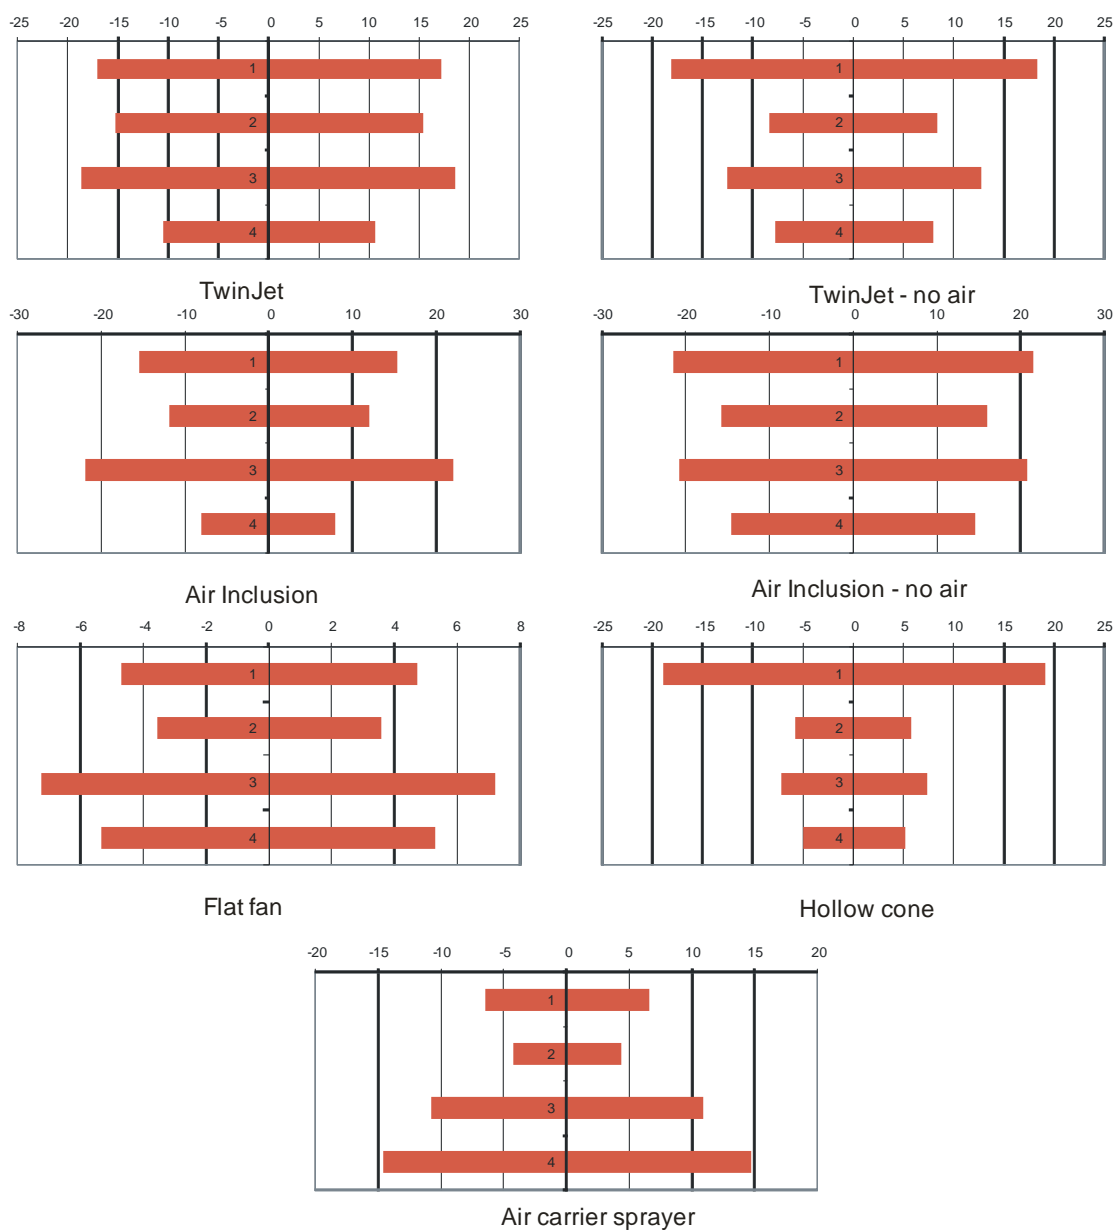 -25 -20 -15 -10 -5 0 5 10 15 20 25
1
2
3
4
TwinJet
-25 -20 -15 -10 -5 0 5 10 15 20 25
1
2
3
4
TwinJet - no air
-30 -20 -10 0 10 20 30
1
2
3
4
Air Inclusion
-30 -20 -10 0 10 20 30
1
2
3
4
Air Inclusion - no air
-8 -6 -4 -2 0 2 4 6 8
1
2
3
4
Flat fan
-25 -20 -15 -10 -5 0 5 10 15 20 25
1
2
3
4
Hollow cone
-20 -15 -10 -5 0 5 10 15 20
1
2
3
4
Air carrier sprayer